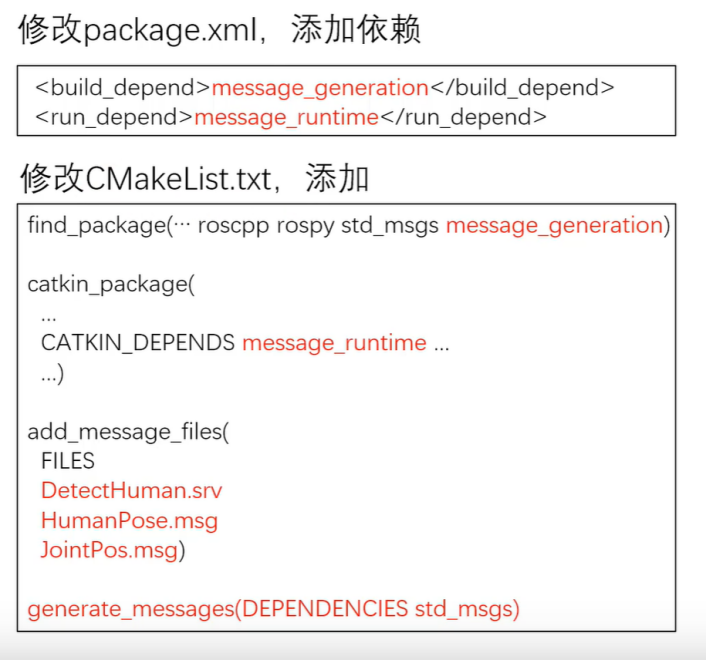 修改package.xml，添加依赖
<build_depend>message_generation</build_depend>
<run_depend>message_runtime</run_depend>
修改CMakeList.txt，添加
find_package(··· roscpp rospy std_msgs message_generation)
catkin_package(
...
CATKIN_DEPENDS message_runtime ...
...)
add_message_files(
FILES
DetectHuman.srv
HumanPose.msg
JointPos.msg)
generate_messages(DEPENDENCIES std_msgs)